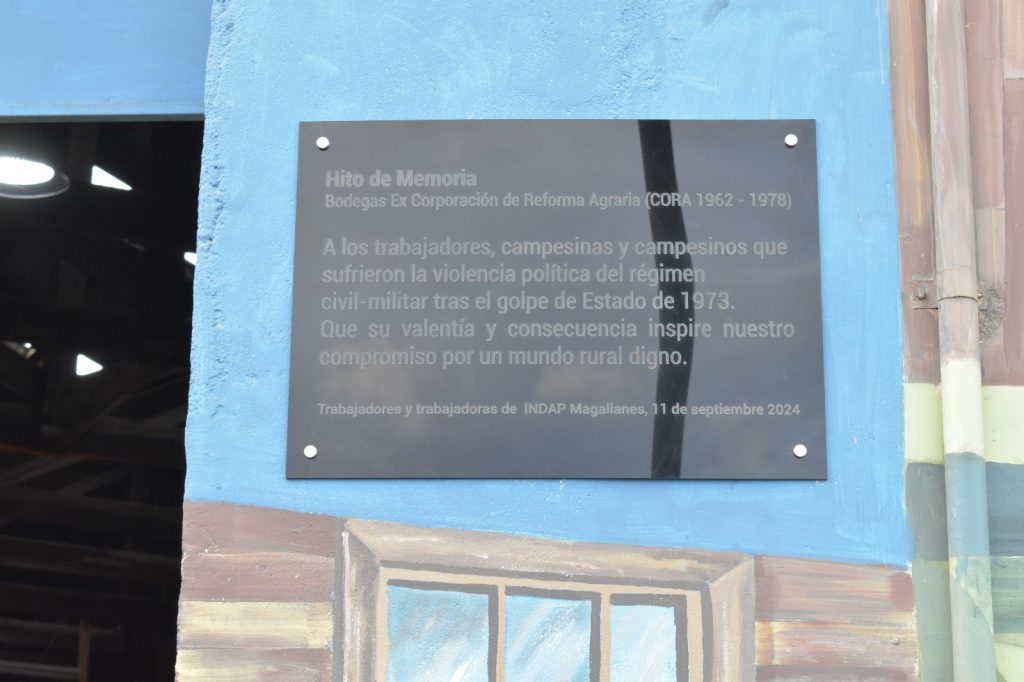 Hito de Memoria
Bodegas Ex Corporación de Reforma Agraria (CORA 1962 - 1978)
A los trabajadores, campesinas y campesinos que
sufrieron la violencia política del régimen
civil-militar tras el golpe de Estado de 1973.
Que su valentía y consecuencia inspire nuestro
compromiso por un mundo rural digno.
Trabajadores y trabajadoras de INDAP Magallanes, 11 de septiembre 2024